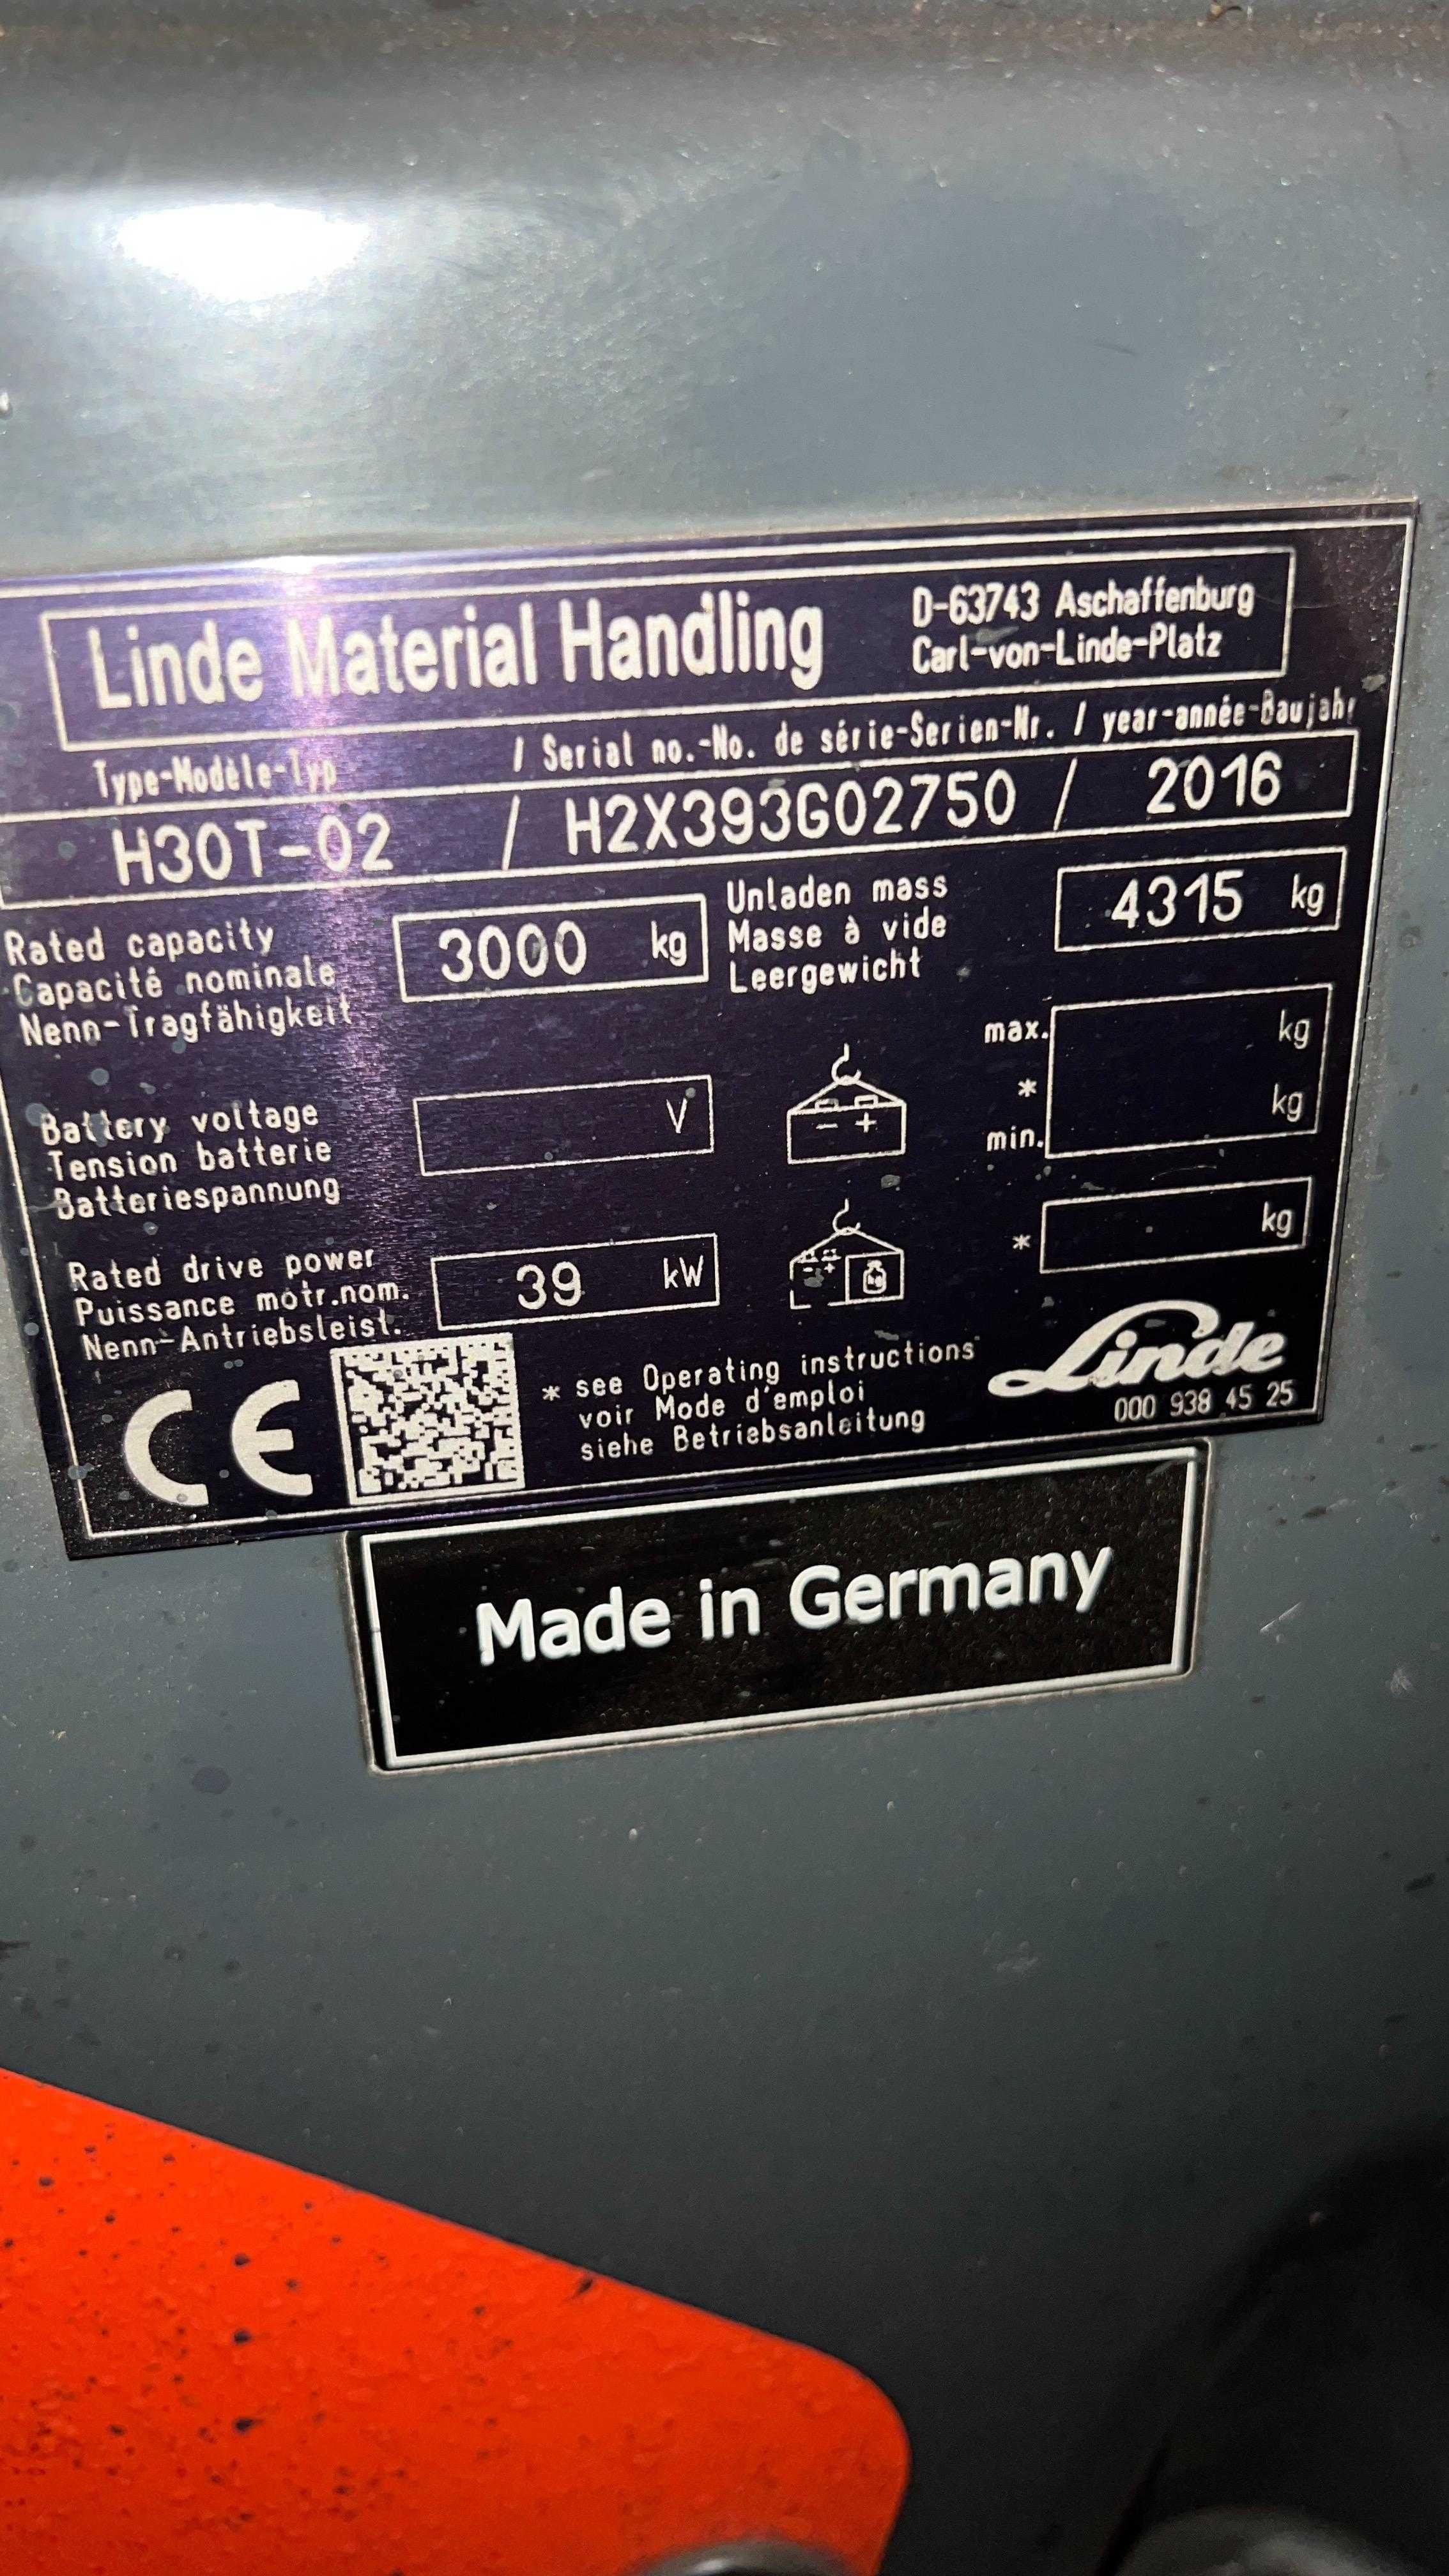 Linde Material Handling
D-63743 Aschaffenburg
Carl-von-Linde-Platz
Type-Modèle-Typ / Serial no.-No. de série-Serien-Nr. / year-année-Baujahr
H30T-02 / H2X393G02750 / 2016
Rated capacity
Capacité nominale
Nenn-Tragfähigkeit
3000 kg
Unladen mass
Masse à vide
Leergewicht
4315 kg
Battery voltage
Tension batterie
Batteriespannung
V
- +
max. kg
*
min. kg
Rated drive power
Puissance motr.nom.
Nenn-Antriebsleist.
39 kW
- +
kg
* kg
CE
* see Operating instructions
voir Mode d'emploi
siehe Betriebsanleitung
Linde
000 938 45 25
Made in Germany